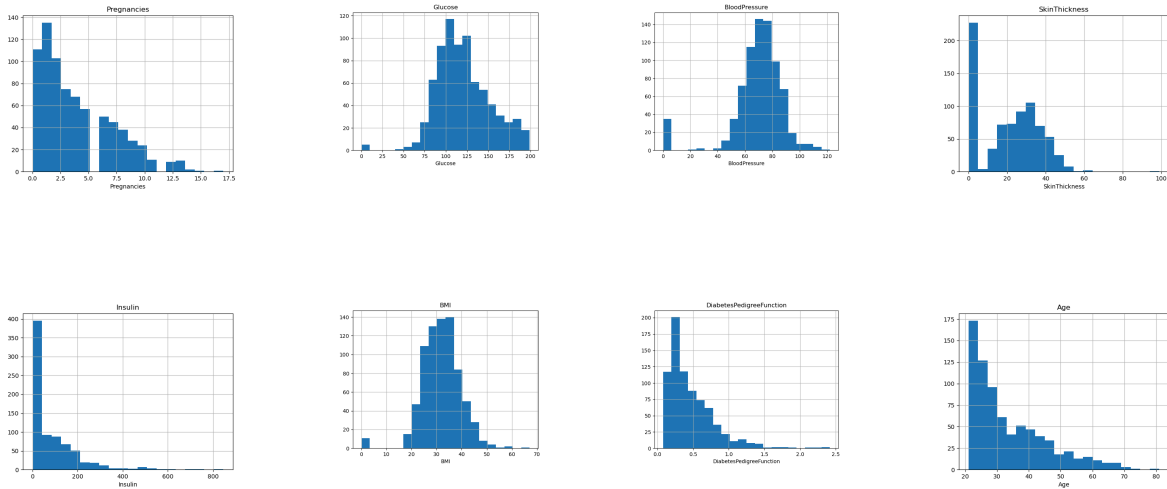 Pregnancies
140
120
100
80
60
40
20
0
0.0 2.5 5.0 7.5 10.0 12.5 15.0 17.5
Pregnancies
Glucose
120
100
80
60
40
20
0
0 25 50 75 100 125 150 175 200
Glucose
BloodPressure
140
120
100
80
60
40
20
0
0 20 40 60 80 100 120
BloodPressure
SkinThickness
200
150
100
50
0
0 20 40 60 80 100
SkinThickness
Insulin
400
350
300
250
200
150
100
50
0
0 200 400 600 800
Insulin
BMI
140
120
100
80
60
40
20
0
0 10 20 30 40 50 60 70
BMI
DiabetesPedigreeFunction
200
175
150
125
100
75
50
25
0
0.0 0.5 1.0 1.5 2.0 2.5
DiabetesPedigreeFunction
Age
175
150
125
100
75
50
25
0
20 30 40 50 60 70 80
Age